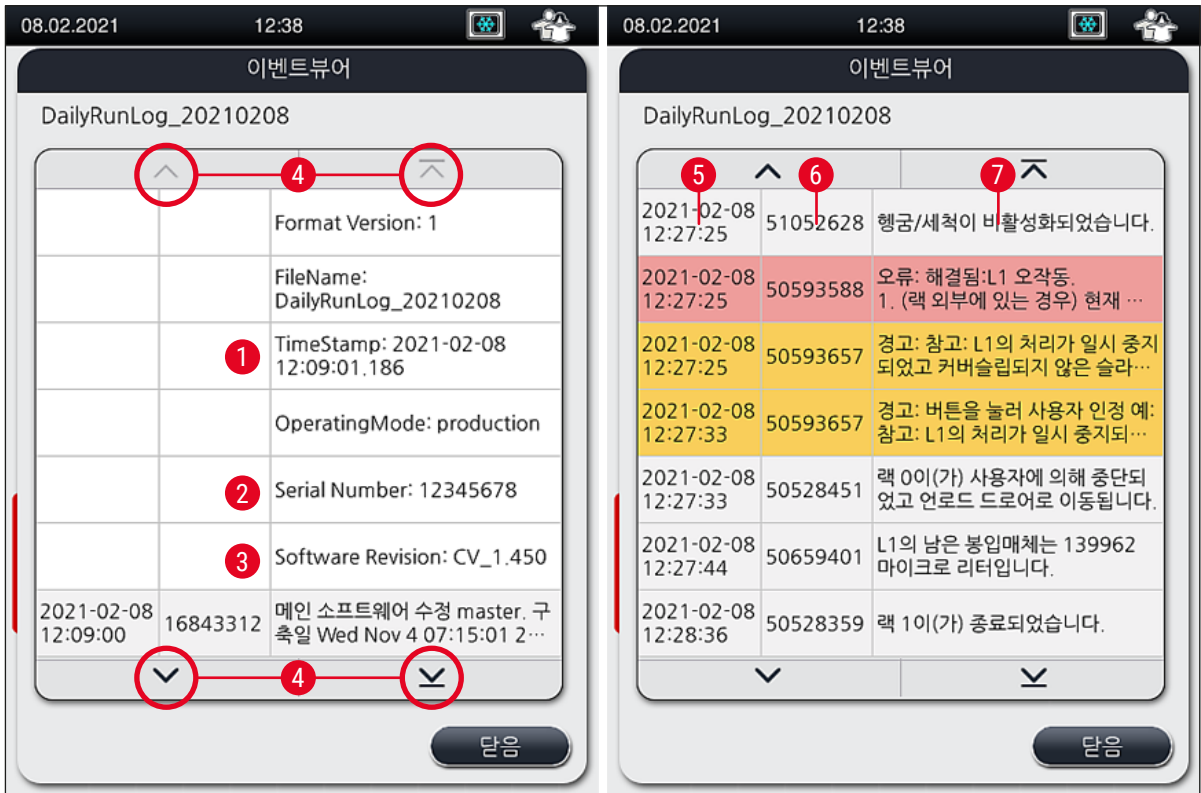 08.02.2021 12:38
이벤트뷰어
DailyRunLog_20210208
4
Format Version: 1
FileName:
DailyRunLog_20210208
1
TimeStamp: 2021-02-08
12:09:01.186
OperatingMode: production
2
Serial Number: 12345678
3
Software Revision: CV_1.450
2021-02-08
12:09:00
16843312
메인 소프트웨어 수정 master. 구
축일 Wed Nov 4 07:15:01 2…
4
닫음
08.02.2021 12:38
이벤트뷰어
DailyRunLog_20210208
5
6
7
2021-02-08
12:27:25
51052628
헹굼/세척이 비활성화되었습니다.
2021-02-08
12:27:25
50593588
오류: 해결됨:L1 오작동.
1. (랙 외부에 있는 경우) 현재 …
2021-02-08
12:27:25
50593657
경고: 참고: L1의 처리가 일시 중지
되었고 커버슬립되지 않은 슬라…
2021-02-08
12:27:33
50593657
경고: 버튼을 눌러 사용자 인정 예:
참고: L1의 처리가 일시 중지되…
2021-02-08
12:27:33
50528451
랙 0이(가) 사용자에 의해 중단되
었고 언로드 드로어로 이동됩니다.
2021-02-08
12:27:44
50659401
L1의 남은 봉입매체는 139962
마이크로 리터입니다.
2021-02-08
12:28:36
50528359
랙 1이(가) 종료되었습니다.
닫음